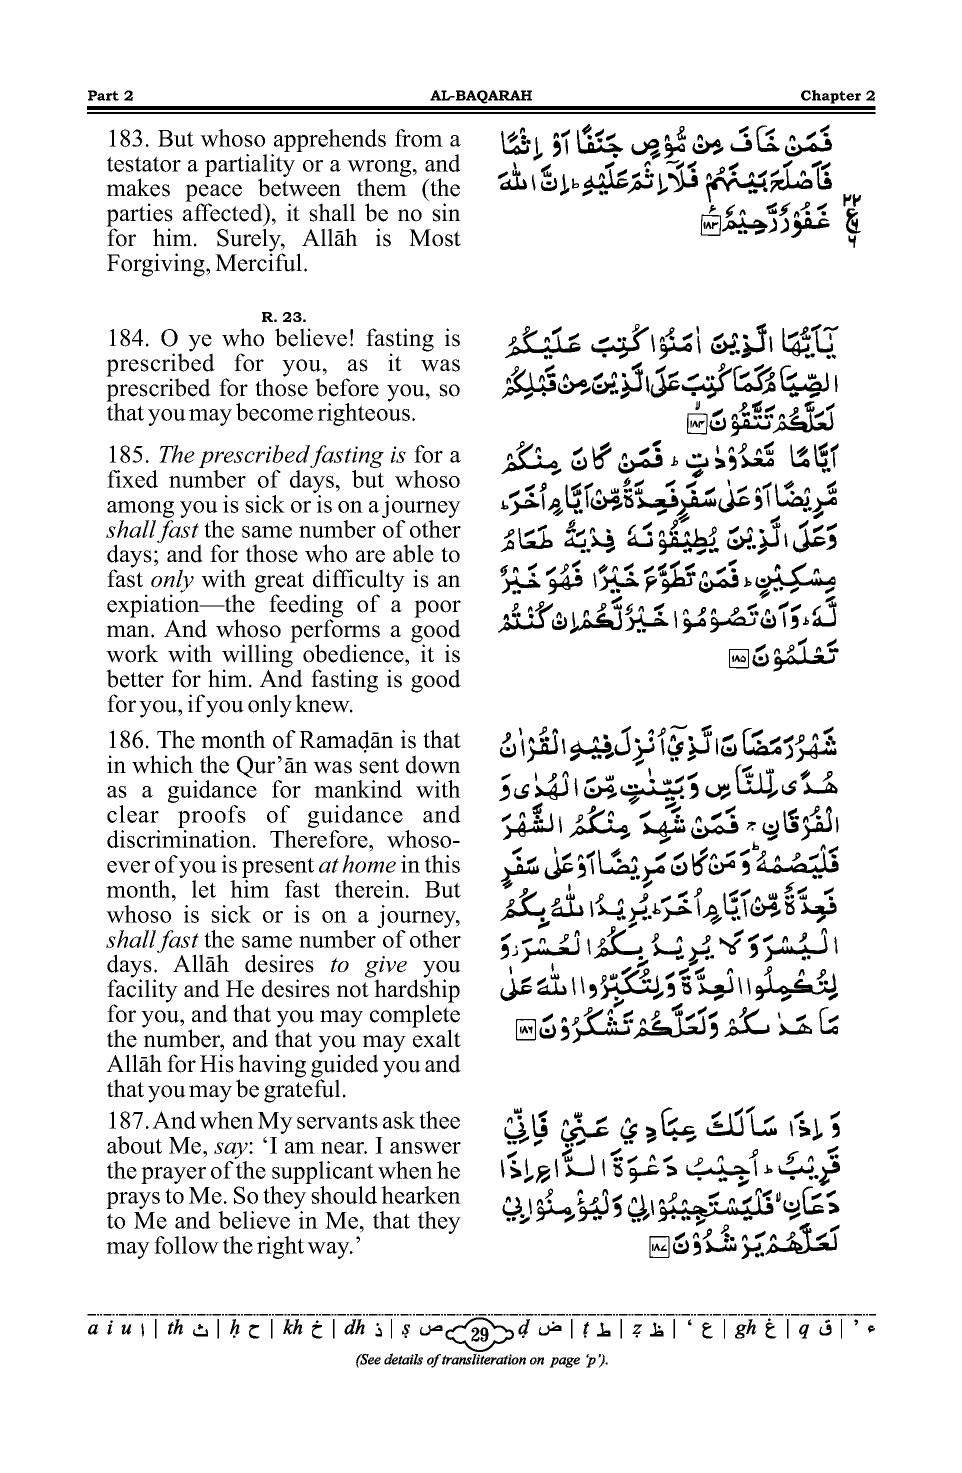 Part 2 AL-BAQARAH Chapter 2
183. But whoso apprehends from a
testator a partiality or a wrong, and
makes peace between them (the
parties affected), it shall be no sin
for him. Surely, Allāh is Most
Forgiving, Merciful.
فَمَنْ خَافَ مِنْ مُّوْصٍ جَنَفًا اَوْ اِثْمًا
فَاَصْلَحَ بَيْنَهُمْ فَلَآ اِثْمَ عَلَيْهِ ؕ اِنَّ اللّٰهَ
غَفُوْرٌ رَّحِيْمٌ ۱۸۳
R. 23.
184. O ye who believe! fasting is
prescribed for you, as it was
prescribed for those before you, so
that you may become righteous.
يٰۤاَيُّهَا الَّذِيْنَ اٰمَنُوْا كُتِبَ عَلَيْكُمُ
الصِّيَامُ كَمَا كُتِبَ عَلَى الَّذِيْنَ مِنْ قَبْلِكُمْ
لَعَلَّكُمْ تَتَّقُوْنَ ۱۸۴
185. The prescribed fasting is for a
fixed number of days, but whoso
among you is sick or is on a journey
shall fast the same number of other
days; and for those who are able to
fast only with great difficulty is an
expiation—the feeding of a poor
man. And whoso performs a good
work with willing obedience, it is
better for him. And fasting is good
for you, if you only knew.
اَيَّامًا مَّعْدُوْدٰتٍ ؕ فَمَنْ كَانَ مِنْكُمْ
مَّرِيْضًا اَوْ عَلٰى سَفَرٍ فَعِدَّةٌ مِّنْ اَيَّامٍ اُخَرَ ؕ
وَعَلَى الَّذِيْنَ يُطِيْقُوْنَهٗ فِدْيَةٌ طَعَامُ
مِسْكِيْنٍ ؕ فَمَنْ تَطَوَّعَ خَيْرًا فَهُوَ خَيْرٌ
لَّهٗ ؕ وَاَنْ تَصُوْمُوْا خَيْرٌ لَّكُمْ اِنْ كُنْتُمْ
تَعْلَمُوْنَ ۱۸۵
186. The month of Ramaḍān is that
in which the Qur’ān was sent down
as a guidance for mankind with
clear proofs of guidance and
discrimination. Therefore, whoso-
ever of you is present at home in this
month, let him fast therein. But
whoso is sick or is on a journey,
shall fast the same number of other
days. Allāh desires to give you
facility and He desires not hardship
for you, and that you may complete
the number, and that you may exalt
Allāh for His having guided you and
that you may be grateful.
شَهْرُ رَمَضَانَ الَّذِيْۤ اُنْزِلَ فِيْهِ الْقُرْاٰنُ
هُدًى لِّلنَّاسِ وَبَيِّنٰتٍ مِّنَ الْهُدٰى وَ
الْفُرْقَانِ ۚ فَمَنْ شَهِدَ مِنْكُمُ الشَّهْرَ
فَلْيَصُمْهُ ؕ وَمَنْ كَانَ مَرِيْضًا اَوْ عَلٰى سَفَرٍ
فَعِدَّةٌ مِّنْ اَيَّامٍ اُخَرَ ؕ يُرِيْدُ اللّٰهُ بِكُمُ
الْيُسْرَ وَلَا يُرِيْدُ بِكُمُ الْعُسْرَ ؗ وَ
لِتُكْمِلُوا الْعِدَّةَ وَلِتُكَبِّرُوا اللّٰهَ عَلٰى
مَا هَدٰىكُمْ وَلَعَلَّكُمْ تَشْكُرُوْنَ ۱۸۶
187. And when My servants ask thee
about Me, say: ‘I am near. I answer
the prayer of the supplicant when he
prays to Me. So they should hearken
to Me and believe in Me, that they
may follow the right way.’
وَاِذَا سَاَلَكَ عِبَادِيْ عَنِّيْ فَاِنِّيْ
قَرِيْبٌ ؕ اُجِيْبُ دَعْوَةَ الدَّاعِ اِذَا
دَعَانِ ۙ فَلْيَسْتَجِيْبُوْا لِيْ وَلْيُؤْمِنُوْا بِيْ
لَعَلَّهُمْ يَرْشُدُوْنَ ۱۸۷
a i u ا | th ث | ḥ ح | kh خ | dh ذ | ṣ ص 29 ḍ ض | ṭ ط | ẓ ظ | ‘ ع | gh غ | q ق | ’ ء
(See details of transliteration on page ‘p’).